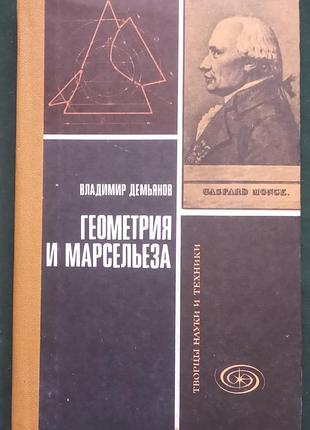 GASPARD MONGE.
ВЛАДИМИР ДЕМЬЯНОВ
ГЕОМЕТРИЯ
И МАРСЕЛЬЕЗА
ТВОРЦЫ НАУКИ И ТЕХНИКИ